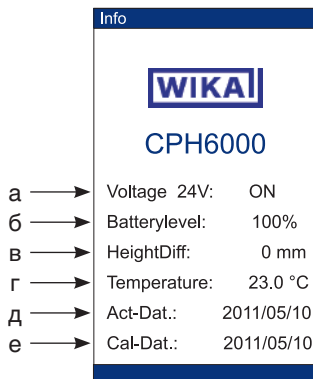 Info
WIKAI
CPH6000
а Voltage 24V: ON
б Batterylevel: 100%
в HeightDiff: 0 mm
г Temperature: 23.0 °C
д Act-Dat.: 2011/05/10
е Cal-Dat.: 2011/05/10